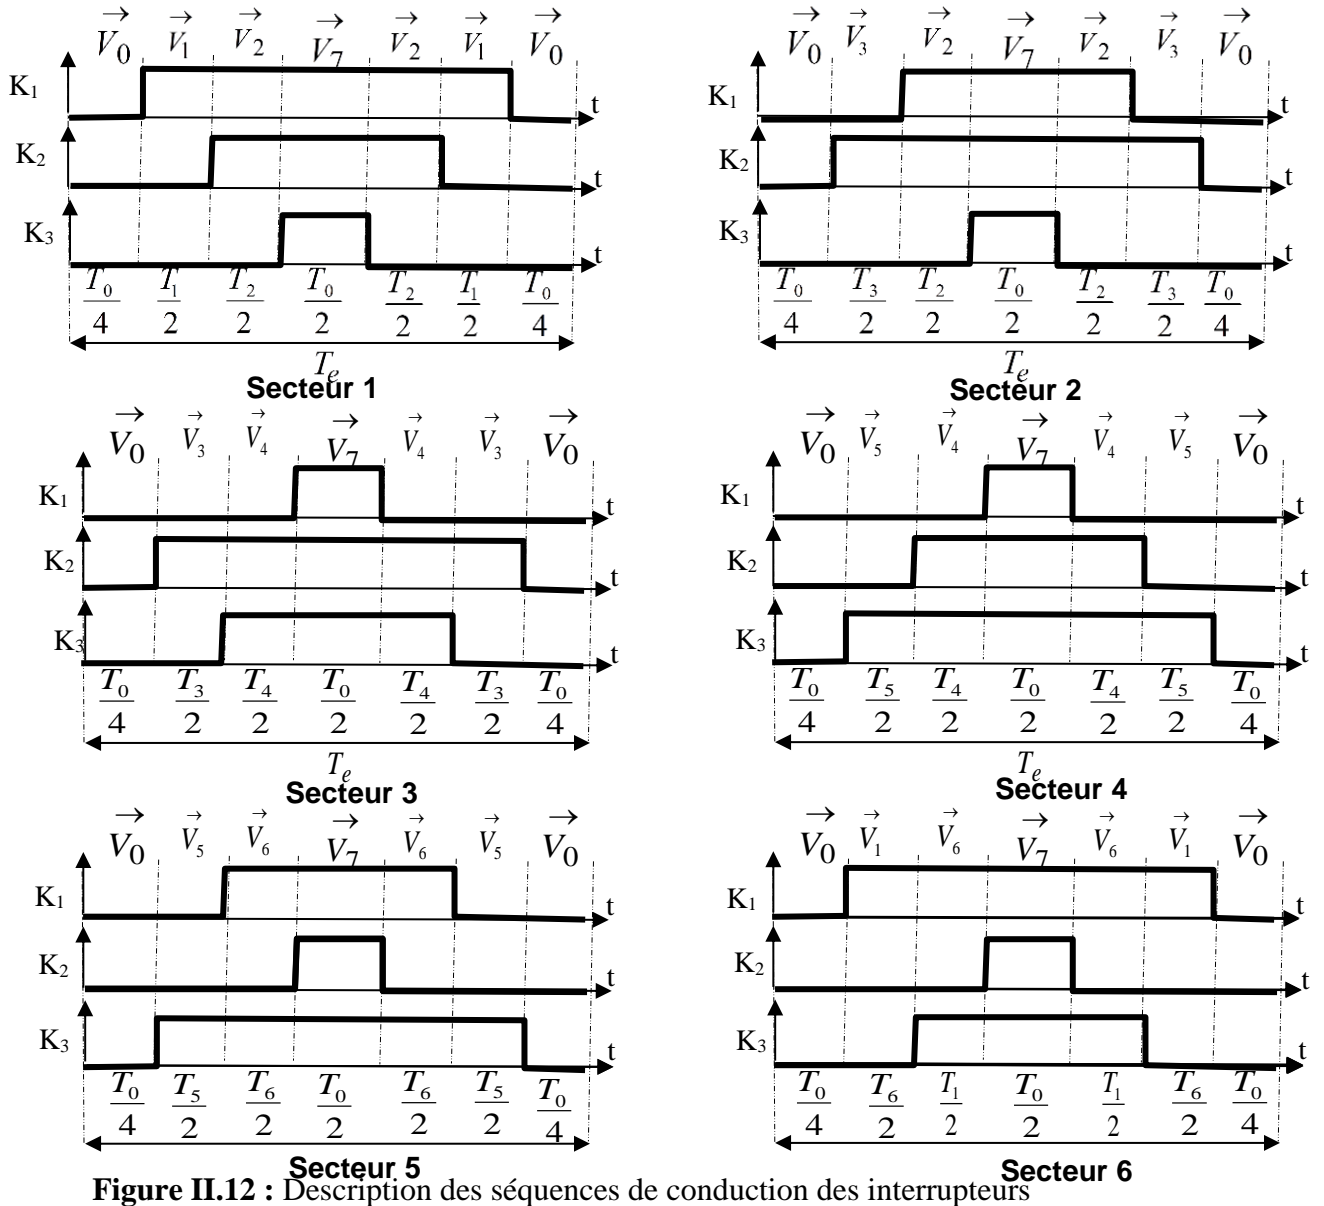 V0 V1 V2 V7 V2 V1 V0
K1 t
K2 t
K3 t
T0/4 T1/2 T2/2 T0/2 T2/2 T1/2 T0/4
Te
Secteur 1
V0 V3 V2 V7 V2 V3 V0
K1 t
K2 t
K3 t
T0/4 T3/2 T2/2 T0/2 T2/2 T3/2 T0/4
Te
Secteur 2
V0 V3 V4 V7 V4 V3 V0
K1 t
K2 t
K3 t
T0/4 T3/2 T4/2 T0/2 T4/2 T3/2 T0/4
Te
Secteur 3
V0 V5 V4 V7 V4 V5 V0
K1 t
K2 t
K3 t
T0/4 T5/2 T4/2 T0/2 T4/2 T5/2 T0/4
Te
Secteur 4
V0 V5 V6 V7 V6 V5 V0
K1 t
K2 t
K3 t
T0/4 T5/2 T6/2 T0/2 T6/2 T5/2 T0/4
Secteur 5
V0 V1 V6 V7 V6 V1 V0
K1 t
K2 t
K3 t
T0/4 T6/2 T1/2 T0/2 T1/2 T6/2 T0/4
Secteur 6
Figure II.12 : Description des séquences de conduction des interrupteurs